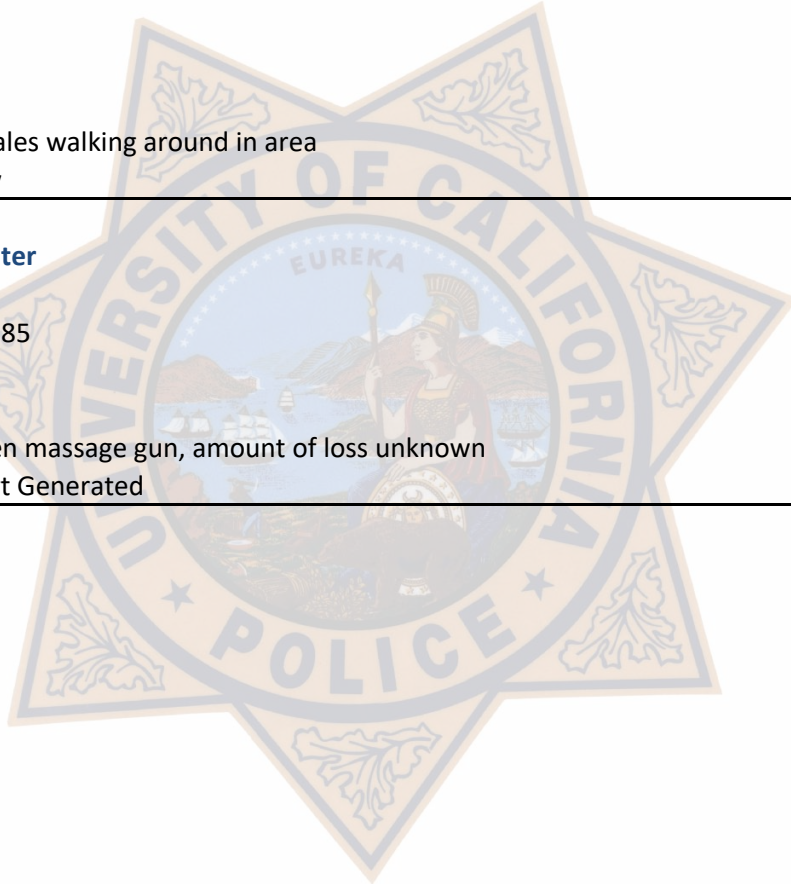 ales walking around in area
ter
85
en massage gun, amount of loss unknown
t Generated
EUREKA
UNIVERSITY OF CALIFORNIA
POLICE